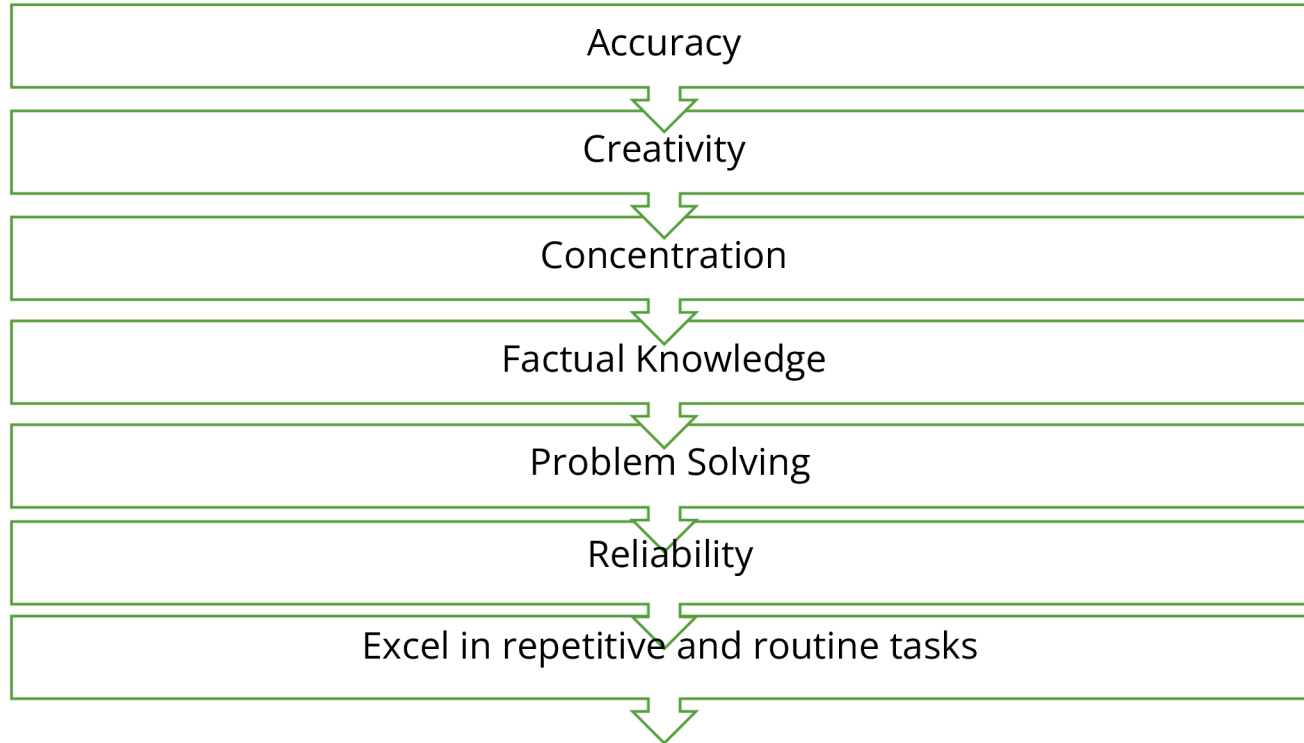 Accuracy
Creativity
Concentration
Factual Knowledge
Problem Solving
Reliability
Excel in repetitive and routine tasks